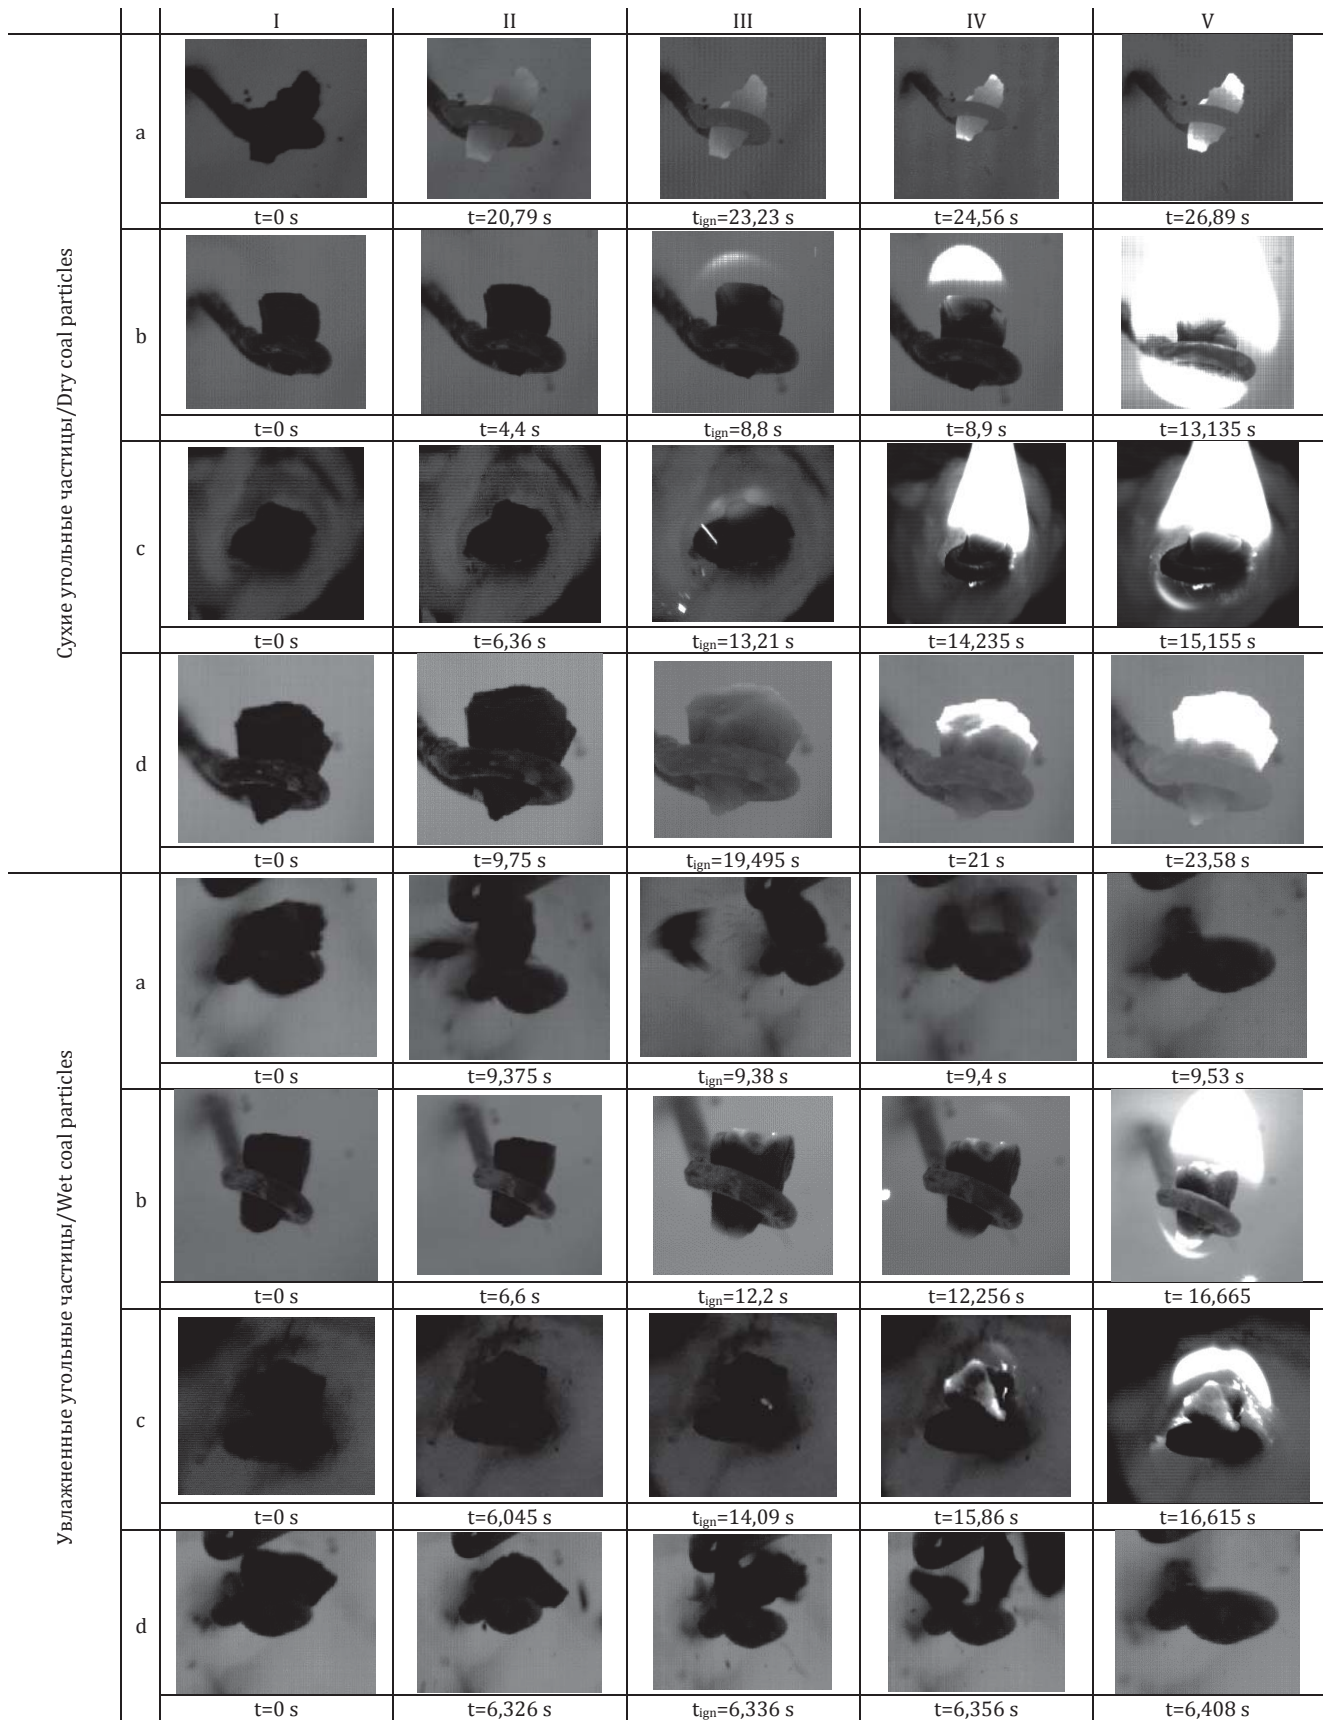 I II III IV V
Сухие угольные частицы/Dry coal particles
a
t=0 s t=20,79 s tign=23,23 s t=24,56 s t=26,89 s
b
t=0 s t=4,4 s tign=8,8 s t=8,9 s t=13,135 s
c
t=0 s t=6,36 s tign=13,21 s t=14,235 s t=15,155 s
d
t=0 s t=9,75 s tign=19,495 s t=21 s t=23,58 s
Увлажненные угольные частицы/Wet coal particles
a
t=0 s t=9,375 s tign=9,38 s t=9,4 s t=9,53 s
b
t=0 s t=6,6 s tign=12,2 s t=12,256 s t= 16,665
c
t=0 s t=6,045 s tign=14,09 s t=15,86 s t=16,615 s
d
t=0 s t=6,326 s tign=6,336 s t=6,356 s t=6,408 s